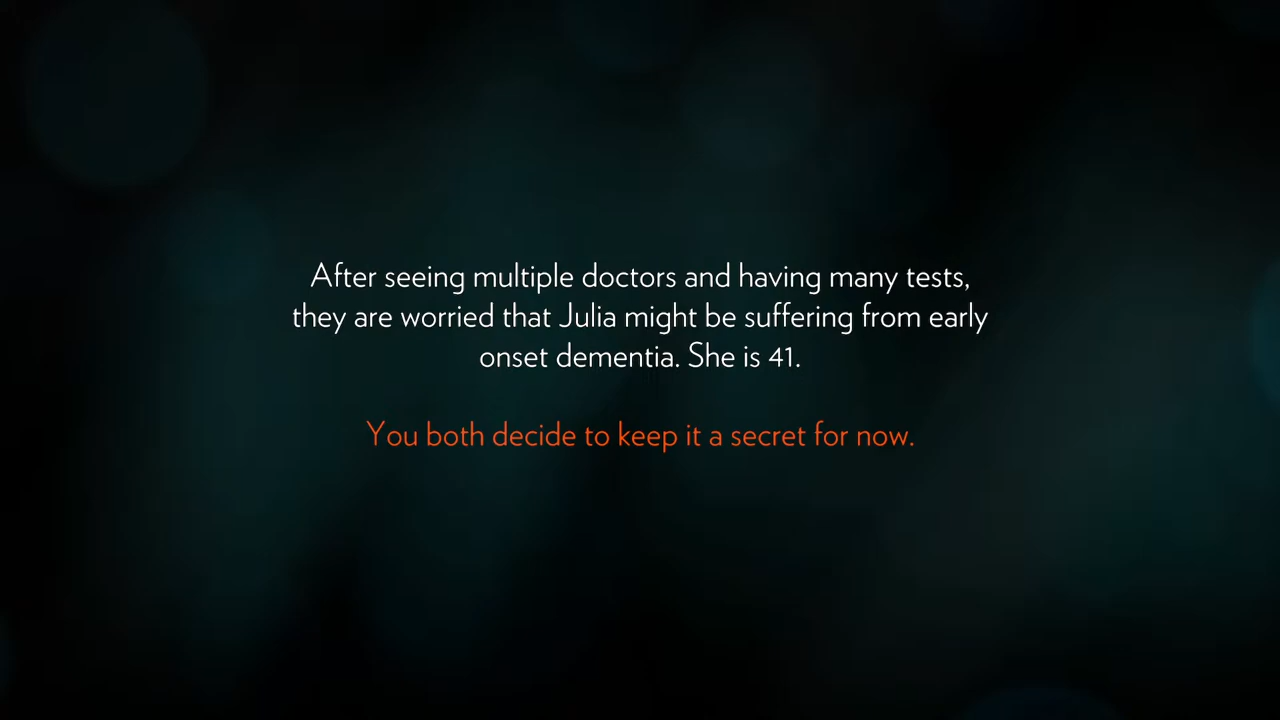 After seeing multiple doctors and having many tests,
they are worried that Julia might be suffering from early
onset dementia. She is 41.
You both decide to keep it a secret for now.